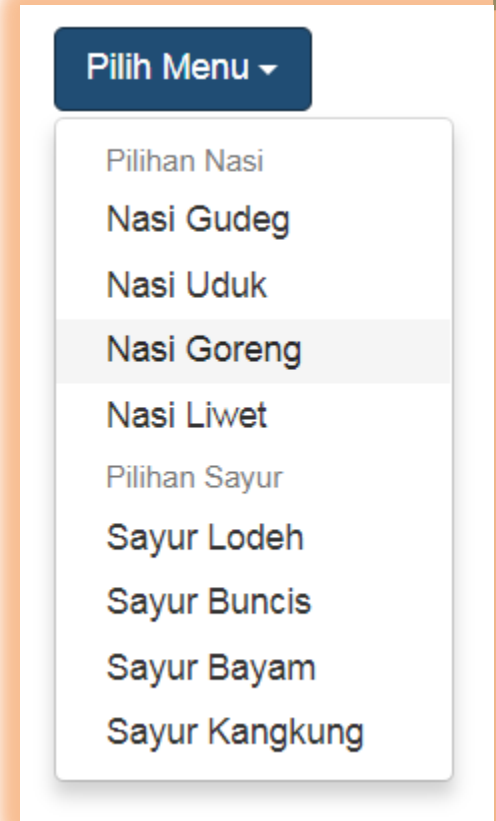 Pilih Menu
Pilihan Nasi
Nasi Gudeg
Nasi Uduk
Nasi Goreng
Nasi Liwet
Pilihan Sayur
Sayur Lodeh
Sayur Buncis
Sayur Bayam
Sayur Kangkung